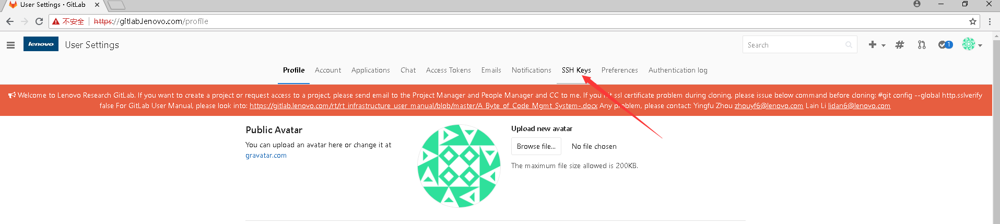 User Settings · GitLab
不安全 | https://gitlab.lenovo.com/profile
lenovo User Settings Search 1
Profile Account Applications Chat Access Tokens Emails Notifications SSH Keys Preferences Authentication log
Welcome to Lenovo Research GitLab. If you want to create a project or request access to a project, please send email to the Project Manager and People Manager and CC to me. If you hit ssl certificate problem during cloning, please issue below command before cloning: #git config --global http.sslverify
false For GitLab User Manual, please look into: https://gitlab.lenovo.com/rt/rt_infrastructure_user_manual/blob/master/A_Byte_of_Code_Mgmt_System-.docx Any problem, please contact: Yingfu Zhou zhouyf6@lenovo.com Lain Li lidan6@lenovo.com
Public Avatar
You can upload an avatar here or change it at
gravatar.com
Upload new avatar
Browse file... No file chosen
The maximum file size allowed is 200KB.